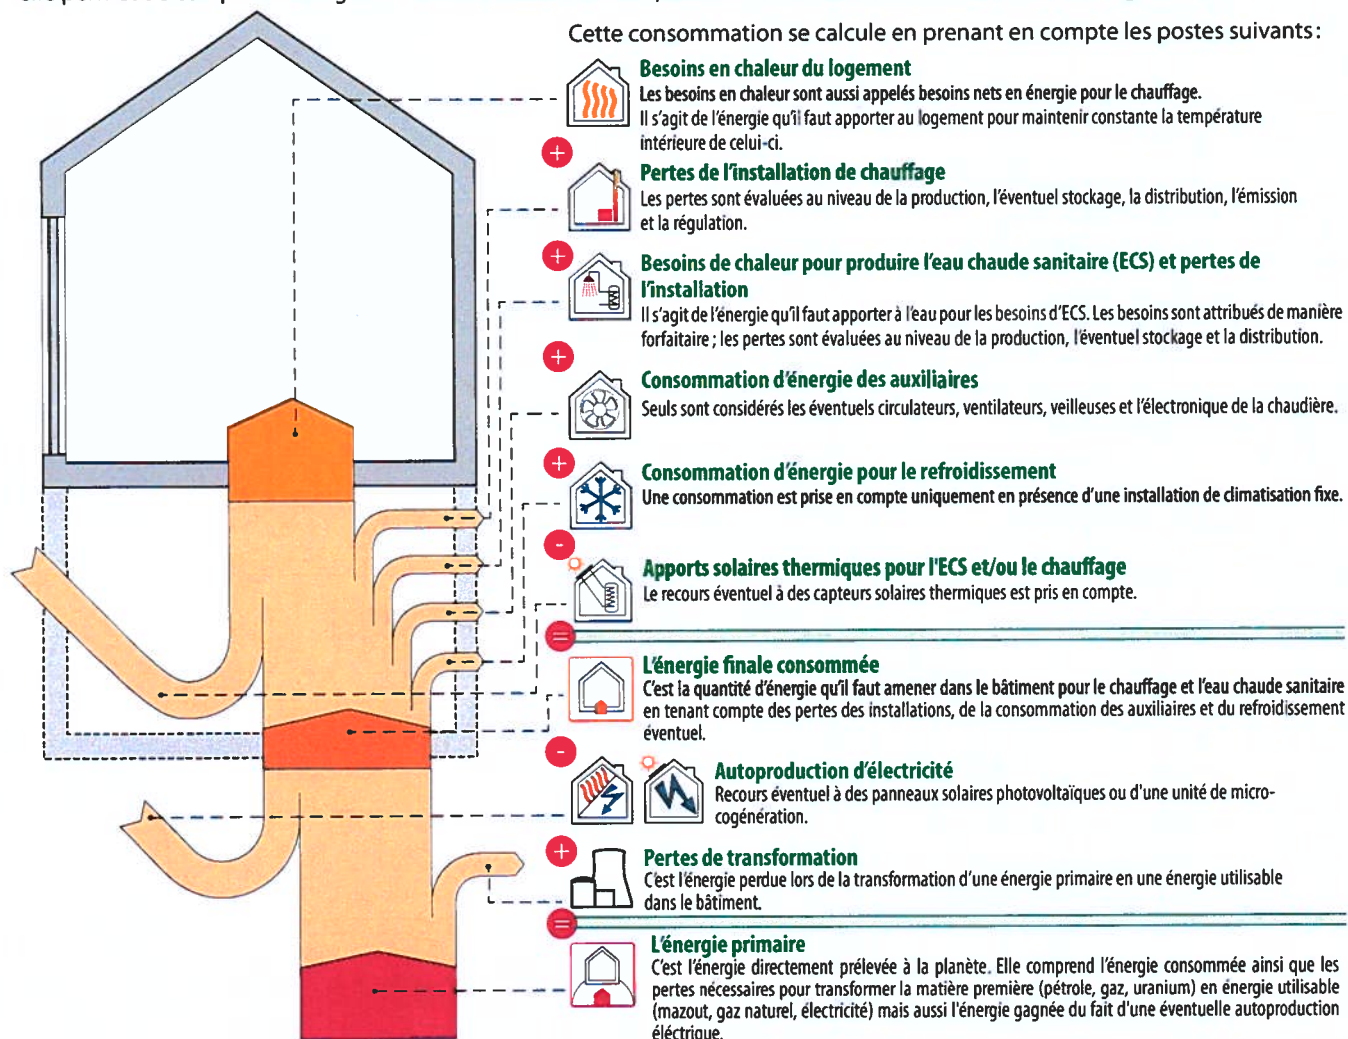 Cette consommation se calcule en prenant en compte les postes suivants :
Besoins en chaleur du logement
Les besoins en chaleur sont aussi appelés besoins nets en énergie pour le chauffage.
Il s'agit de l'énergie qu'il faut apporter au logement pour maintenir constante la température
intérieure de celui-ci.
+
Pertes de l'installation de chauffage
Les pertes sont évaluées au niveau de la production, l'éventuel stockage, la distribution, l'émission
et la régulation.
+
Besoins de chaleur pour produire l'eau chaude sanitaire (ECS) et pertes de
l'installation
Il s'agit de l'énergie qu'il faut apporter à l'eau pour les besoins d'ECS. Les besoins sont attribués de manière
forfaitaire ; les pertes sont évaluées au niveau de la production, l'éventuel stockage et la distribution.
+
Consommation d'énergie des auxiliaires
Seuls sont considérés les éventuels circulateurs, ventilateurs, veilleuses et l'électronique de la chaudière.
+
Consommation d'énergie pour le refroidissement
Une consommation est prise en compte uniquement en présence d'une installation de climatisation fixe.
-
Apports solaires thermiques pour l'ECS et/ou le chauffage
Le recours éventuel à des capteurs solaires thermiques est pris en compte.
=
L'énergie finale consommée
C'est la quantité d'énergie qu'il faut amener dans le bâtiment pour le chauffage et l'eau chaude sanitaire
en tenant compte des pertes des installations, de la consommation des auxiliaires et du refroidissement
éventuel.
-
Autoproduction d'électricité
Recours éventuel à des panneaux solaires photovoltaïques ou d'une unité de micro-
cogénération.
+
Pertes de transformation
C'est l'énergie perdue lors de la transformation d'une énergie primaire en une énergie utilisable
dans le bâtiment.
=
L'énergie primaire
C'est l'énergie directement prélevée à la planète. Elle comprend l'énergie consommée ainsi que les
pertes nécessaires pour transformer la matière première (pétrole, gaz, uranium) en énergie utilisable
(mazout, gaz naturel, électricité) mais aussi l'énergie gagnée du fait d'une éventuelle autoproduction
éléctrique.